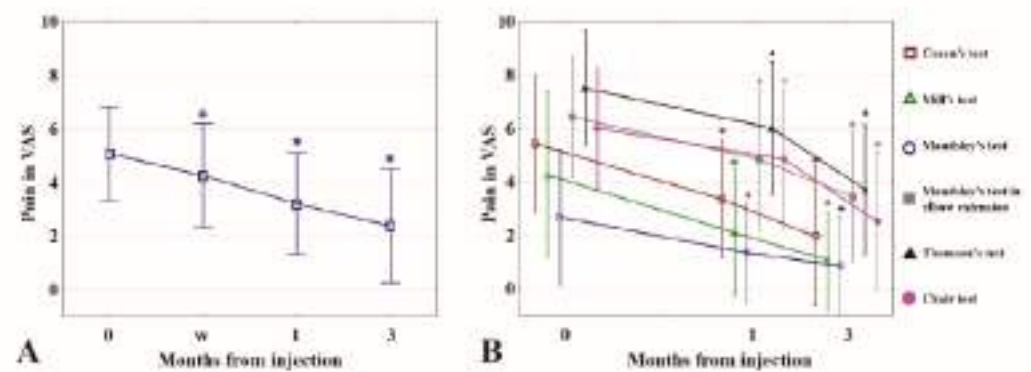 10
8
6
4
2
0
Pain in VAS
0 w 1 3
Months from injection
A
10
8
6
4
2
0
Pain in VAS
0 1 3
Months from injection
B
Cozen's test
Mill's test
Maudsley's test
Maudsley's test in
elbow extension
Thomson's test
Chair test